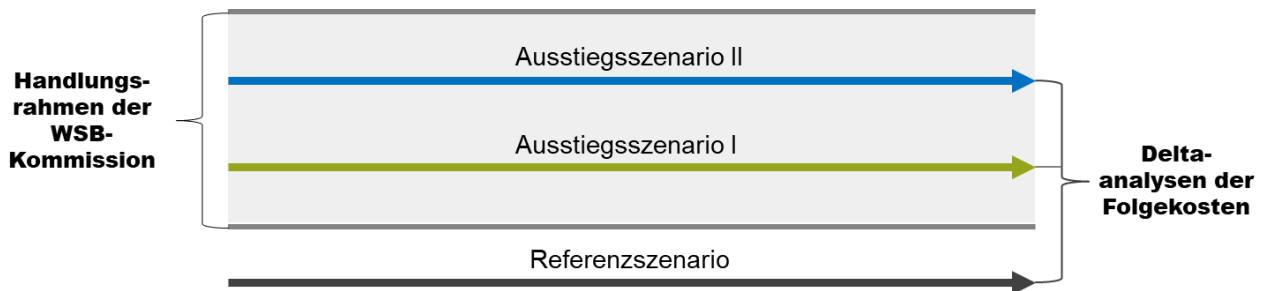 Handlungs-
rahmen der
WSB-
Kommission
Ausstiegsszenario II
Ausstiegsszenario I
Referenzszenario
Delta-
analysen der
Folgekosten